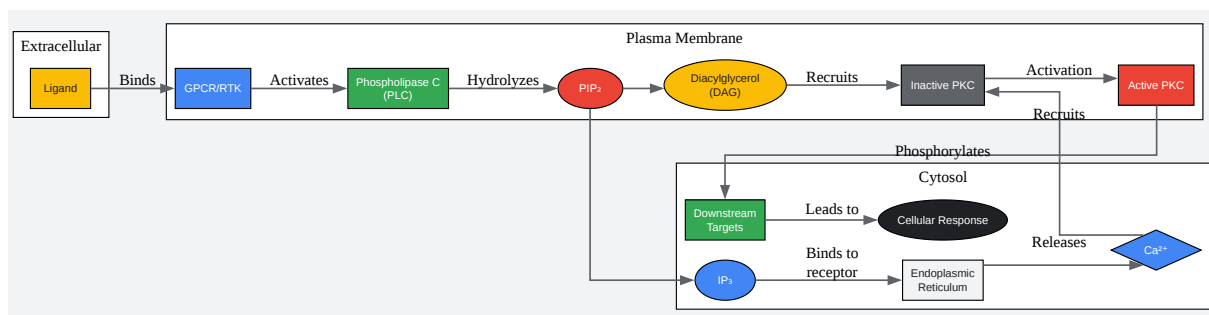 Extracellular
Plasma Membrane
Ligand
Binds
GPCR/RTK
Activates
Phospholipase C
(PLC)
Hydrolyzes
PIP₂
Diacylglycerol
(DAG)
Recruits
Inactive PKC
Activation
Active PKC
Recruits
Phosphorylates
Cytosol
Downstream
Targets
Leads to
Cellular Response
Releases
Ca²⁺
IP₃
Binds to
receptor
Endoplasmic
Reticulum